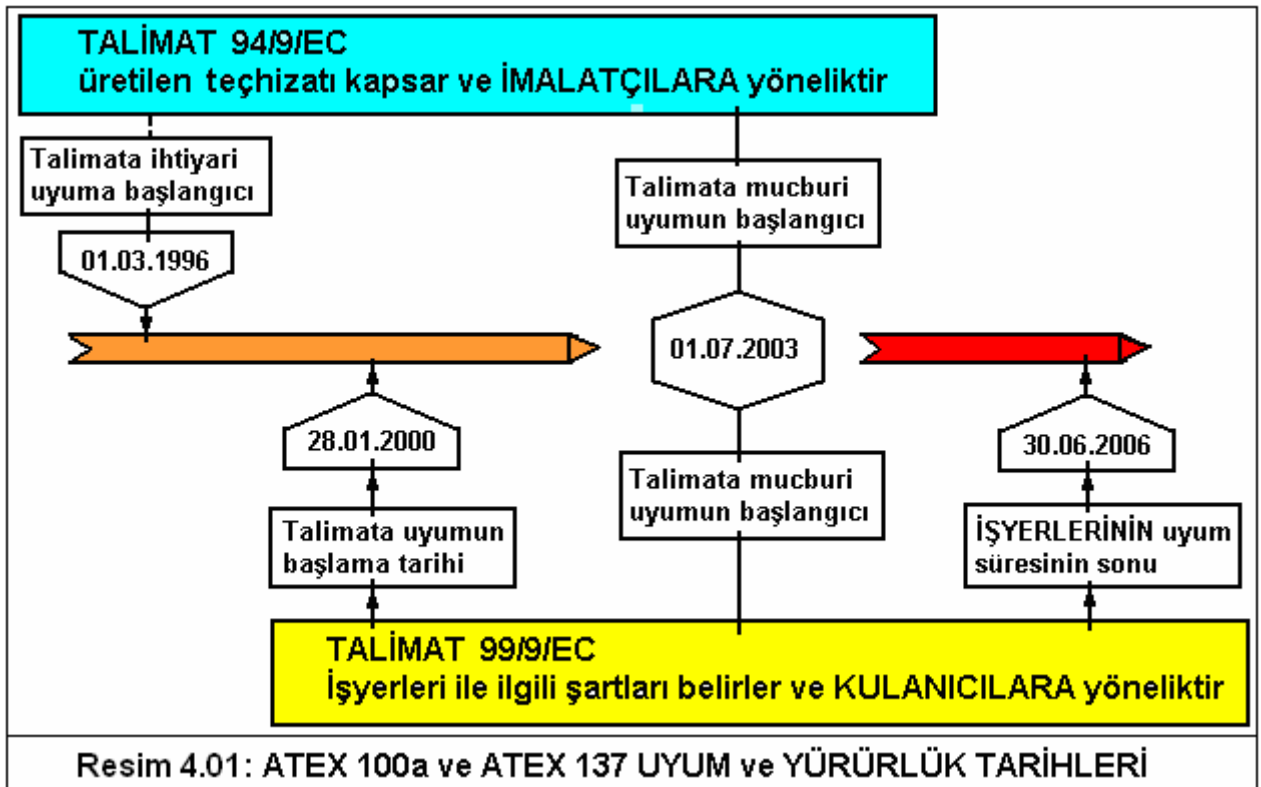 TALİMAT 94/9/EC
üretilen teçhizatı kapsar ve İMALATÇILARA yöneliktir
Talimata ihtiyari
uyuma başlangıcı
01.03.1996
Talimata mucburi
uyumun başlangıcı
01.07.2003
28.01.2000
30.06.2006
Talimata uyumun
başlama tarihi
Talimata mucburi
uyumun başlangıcı
İŞYERLERİNİN uyum
süresinin sonu
TALİMAT 99/9/EC
İşyerleri ile ilgili şartları belirler ve KULANICILARA yöneliktir
Resim 4.01: ATEX 100a ve ATEX 137 UYUM ve YÜRÜRLÜK TARİHLERİ